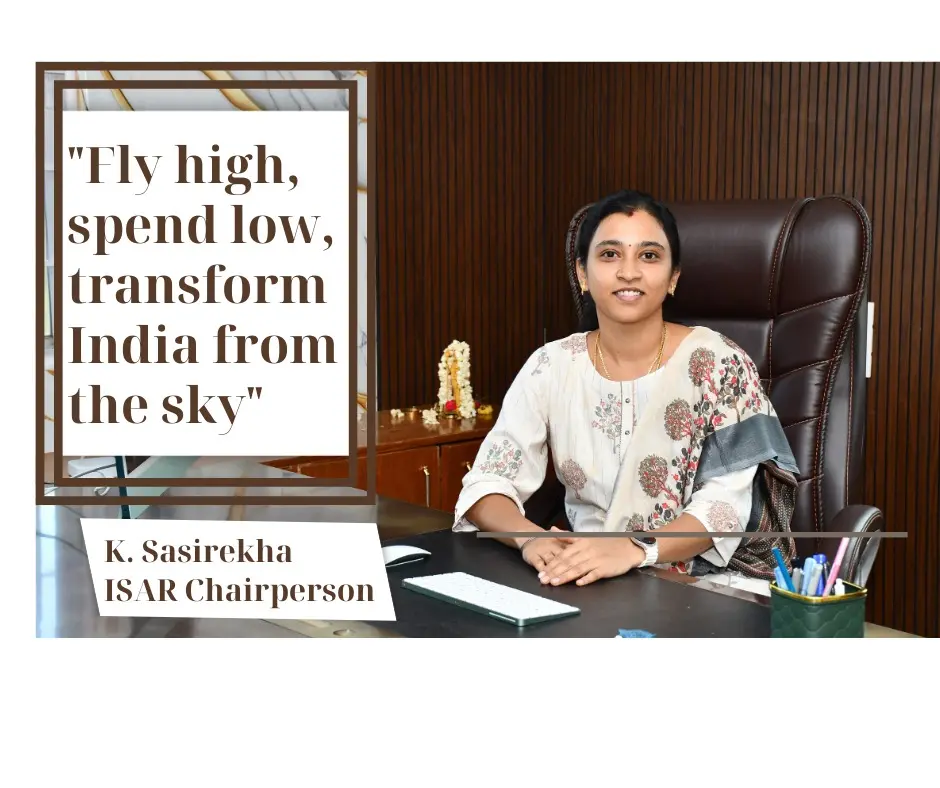 "Fly high,
spend low,
transform
India from
the sky"
K. Sasirekha
ISAR Chairperson